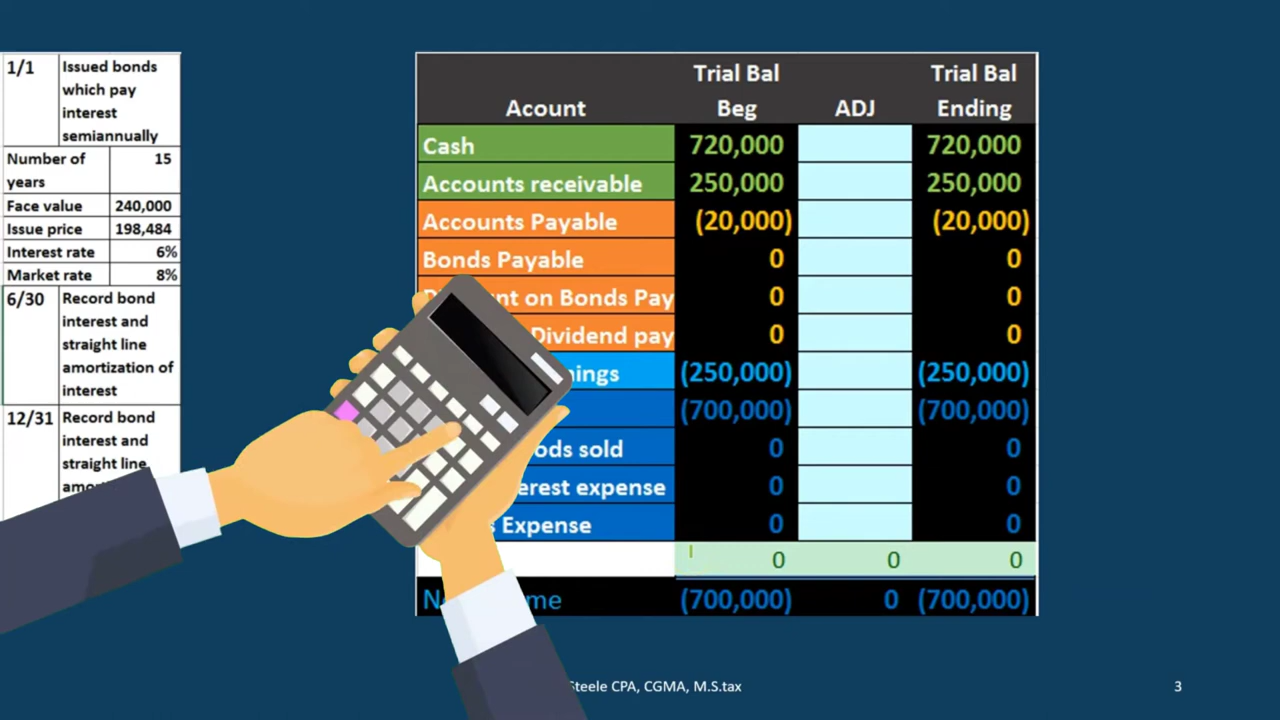 1/1 Issued bonds
which pay
interest
semiannually
Number of 15
years
Face value 240,000
Issue price 198,484
Interest rate 6%
Market rate 8%
6/30 Record bond
interest and
straight line
amortization of
interest
12/31 Record bond
interest and
straight line
Trial Bal Trial Bal
Acount Beg ADJ Ending
Cash 720,000 720,000
Accounts receivable 250,000 250,000
Accounts Payable (20,000) (20,000)
Bonds Payable 0 0
on Bonds Pay 0 0
Dividend pay 0 0
(250,000) (250,000)
(700,000) (700,000)
sold 0 0
expense 0 0
Expense 0 0
0 0 0
(700,000) 0 (700,000)
Steele CPA, CGMA, M.S.tax 3